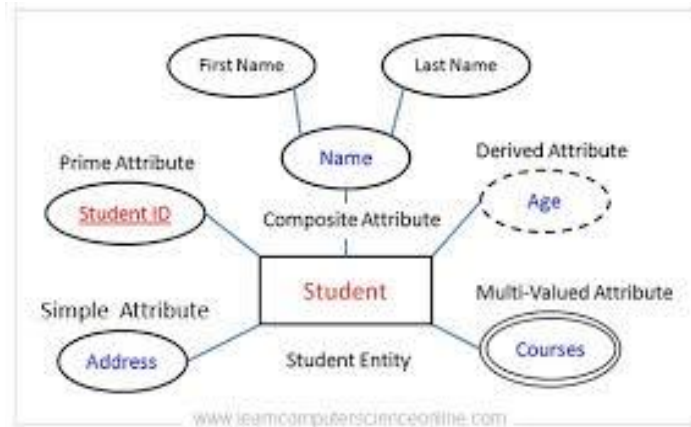 First Name
Last Name
Name
Prime Attribute
Derived Attribute
Student ID
Age
Composite Attribute
Student
Simple Attribute
Multi-Valued Attribute
Address
Courses
Student Entity
www.learncomputerscienceonline.com